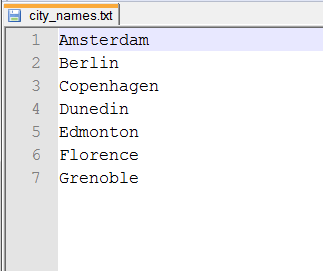 city_names.txt
1 Amsterdam
2 Berlin
3 Copenhagen
4 Dunedin
5 Edmonton
6 Florence
7 Grenoble